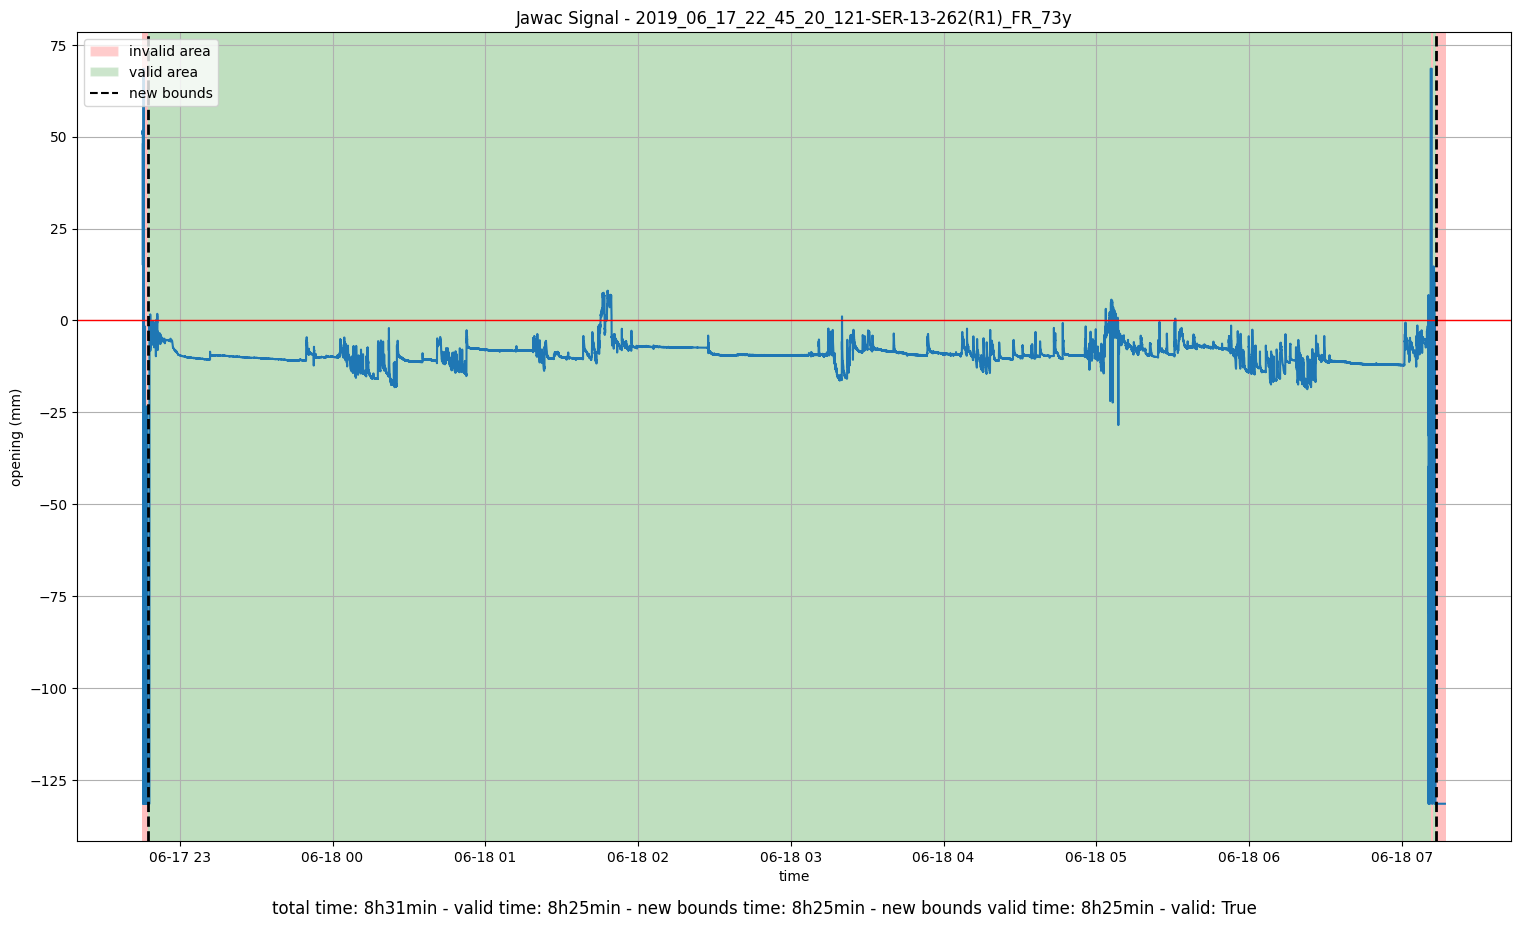 Jawac Signal - 2019_06_17_22_45_20_121-SER-13-262(R1)_FR_73y
invalid area
valid area
new bounds
75
50
25
0
−25
−50
−75
−100
−125
opening (mm)
06-17 23
06-18 00
06-18 01
06-18 02
06-18 03
06-18 04
06-18 05
06-18 06
06-18 07
time
total time: 8h31min - valid time: 8h25min - new bounds time: 8h25min - new bounds valid time: 8h25min - valid: True